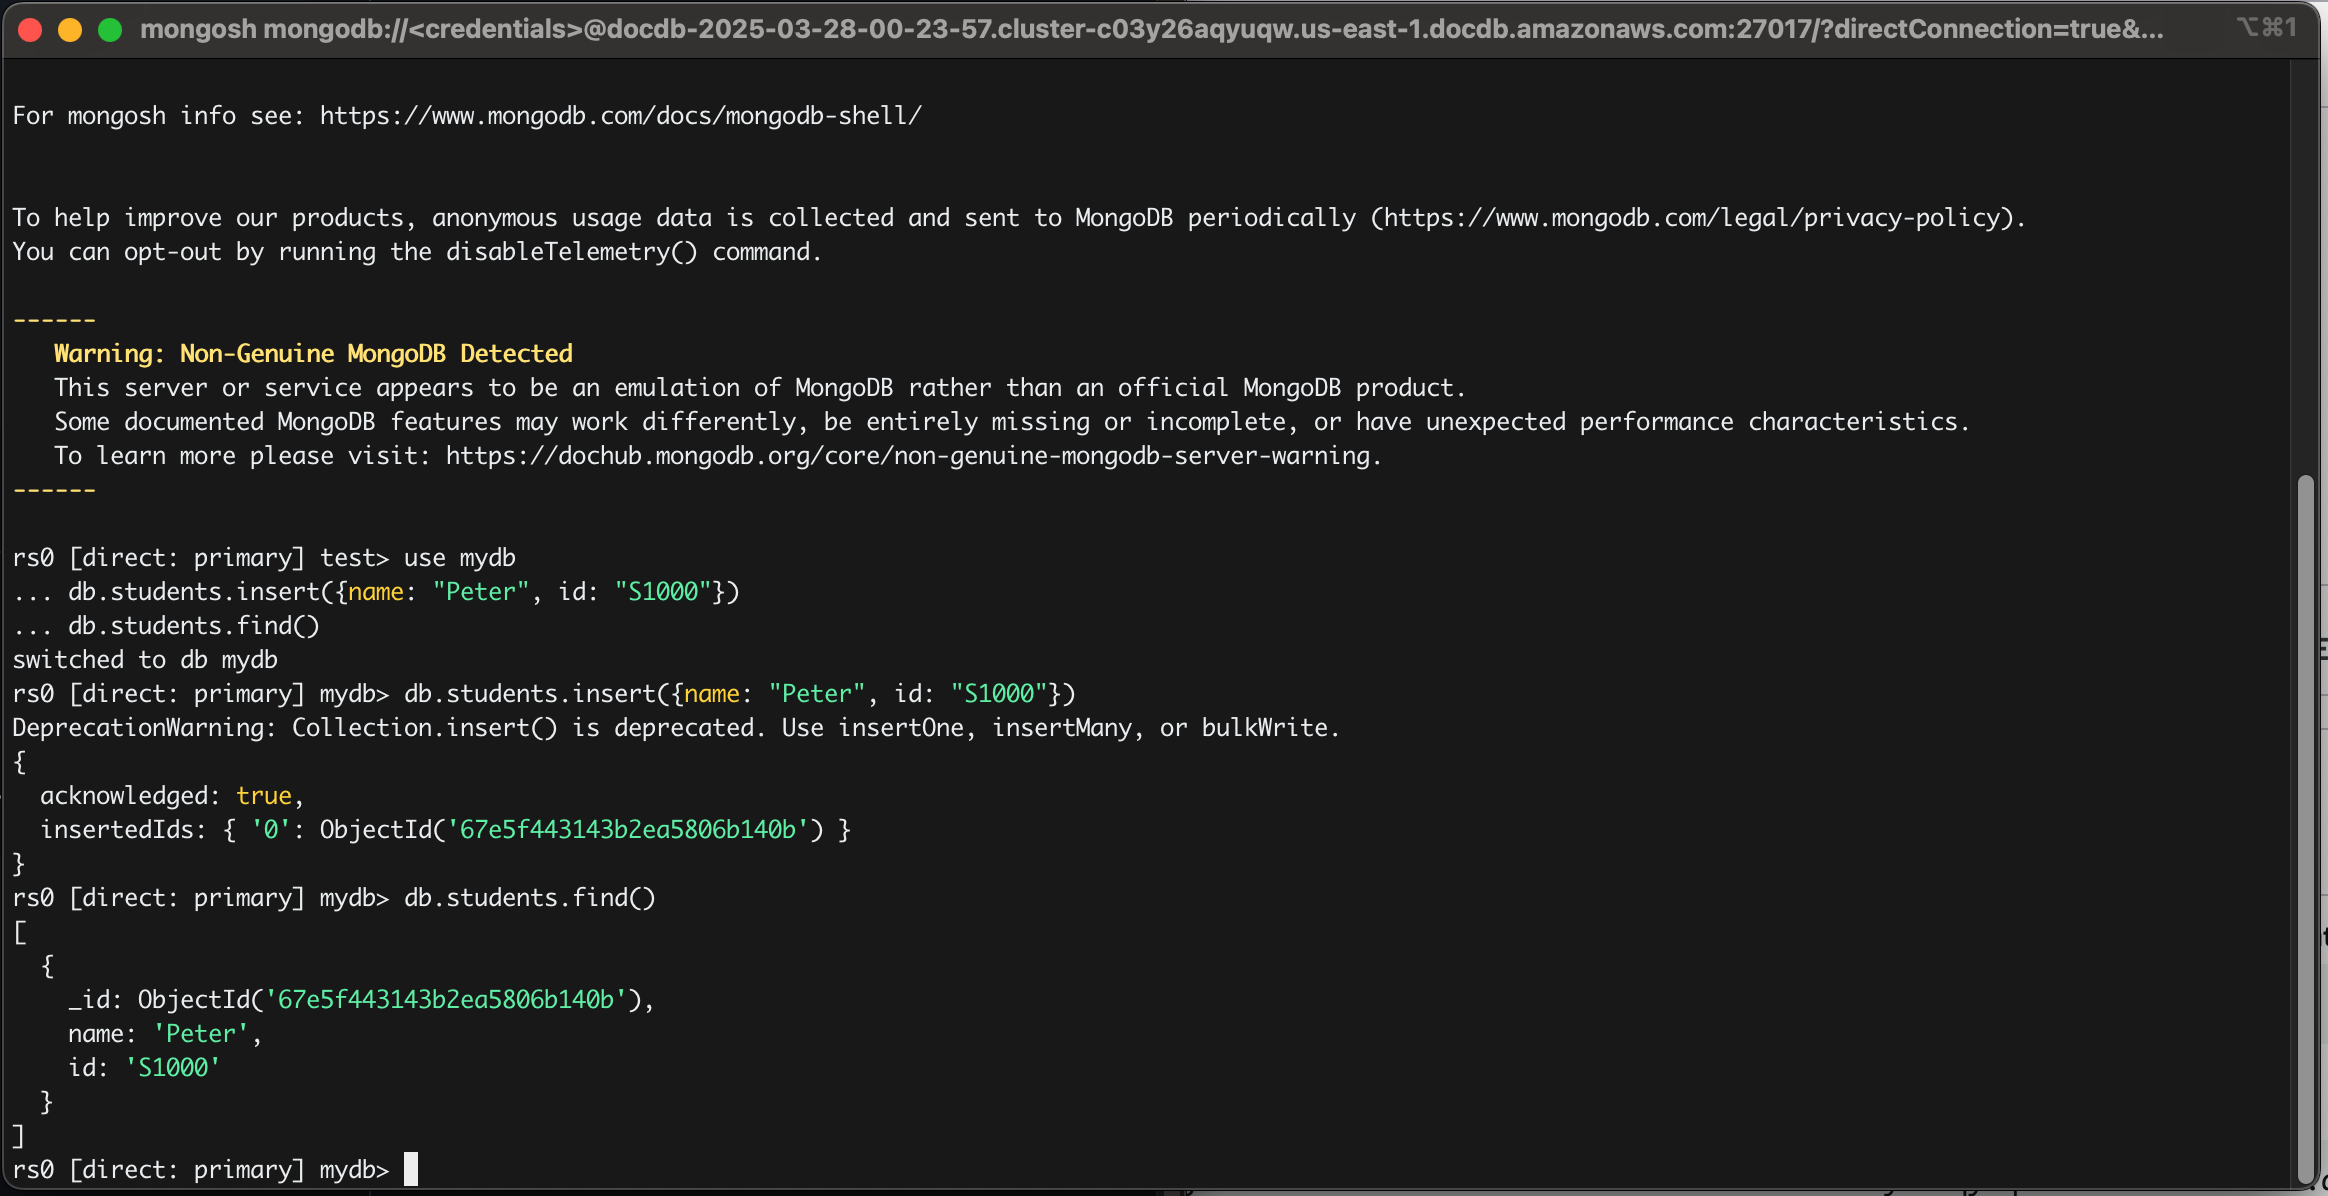 mongosh mongodb://<credentials>@docdb-2025-03-28-00-23-57.cluster-c03y26aqyuqw.us-east-1.docdb.amazonaws.com:27017/?directConnection=true&... ⌥⌘1
For mongosh info see: https://www.mongodb.com/docs/mongodb-shell/
To help improve our products, anonymous usage data is collected and sent to MongoDB periodically (https://www.mongodb.com/legal/privacy-policy).
You can opt-out by running the disableTelemetry() command.
------
   Warning: Non-Genuine MongoDB Detected
   This server or service appears to be an emulation of MongoDB rather than an official MongoDB product.
   Some documented MongoDB features may work differently, be entirely missing or incomplete, or have unexpected performance characteristics.
   To learn more please visit: https://dochub.mongodb.org/core/non-genuine-mongodb-server-warning.
------
rs0 [direct: primary] test> use mydb
... db.students.insert({name: "Peter", id: "S1000"})
... db.students.find()
switched to db mydb
rs0 [direct: primary] mydb> db.students.insert({name: "Peter", id: "S1000"})
DeprecationWarning: Collection.insert() is deprecated. Use insertOne, insertMany, or bulkWrite.
{
  acknowledged: true,
  insertedIds: { '0': ObjectId('67e5f443143b2ea5806b140b') }
}
rs0 [direct: primary] mydb> db.students.find()
[
  {
    _id: ObjectId('67e5f443143b2ea5806b140b'),
    name: 'Peter',
    id: 'S1000'
  }
]
rs0 [direct: primary] mydb>